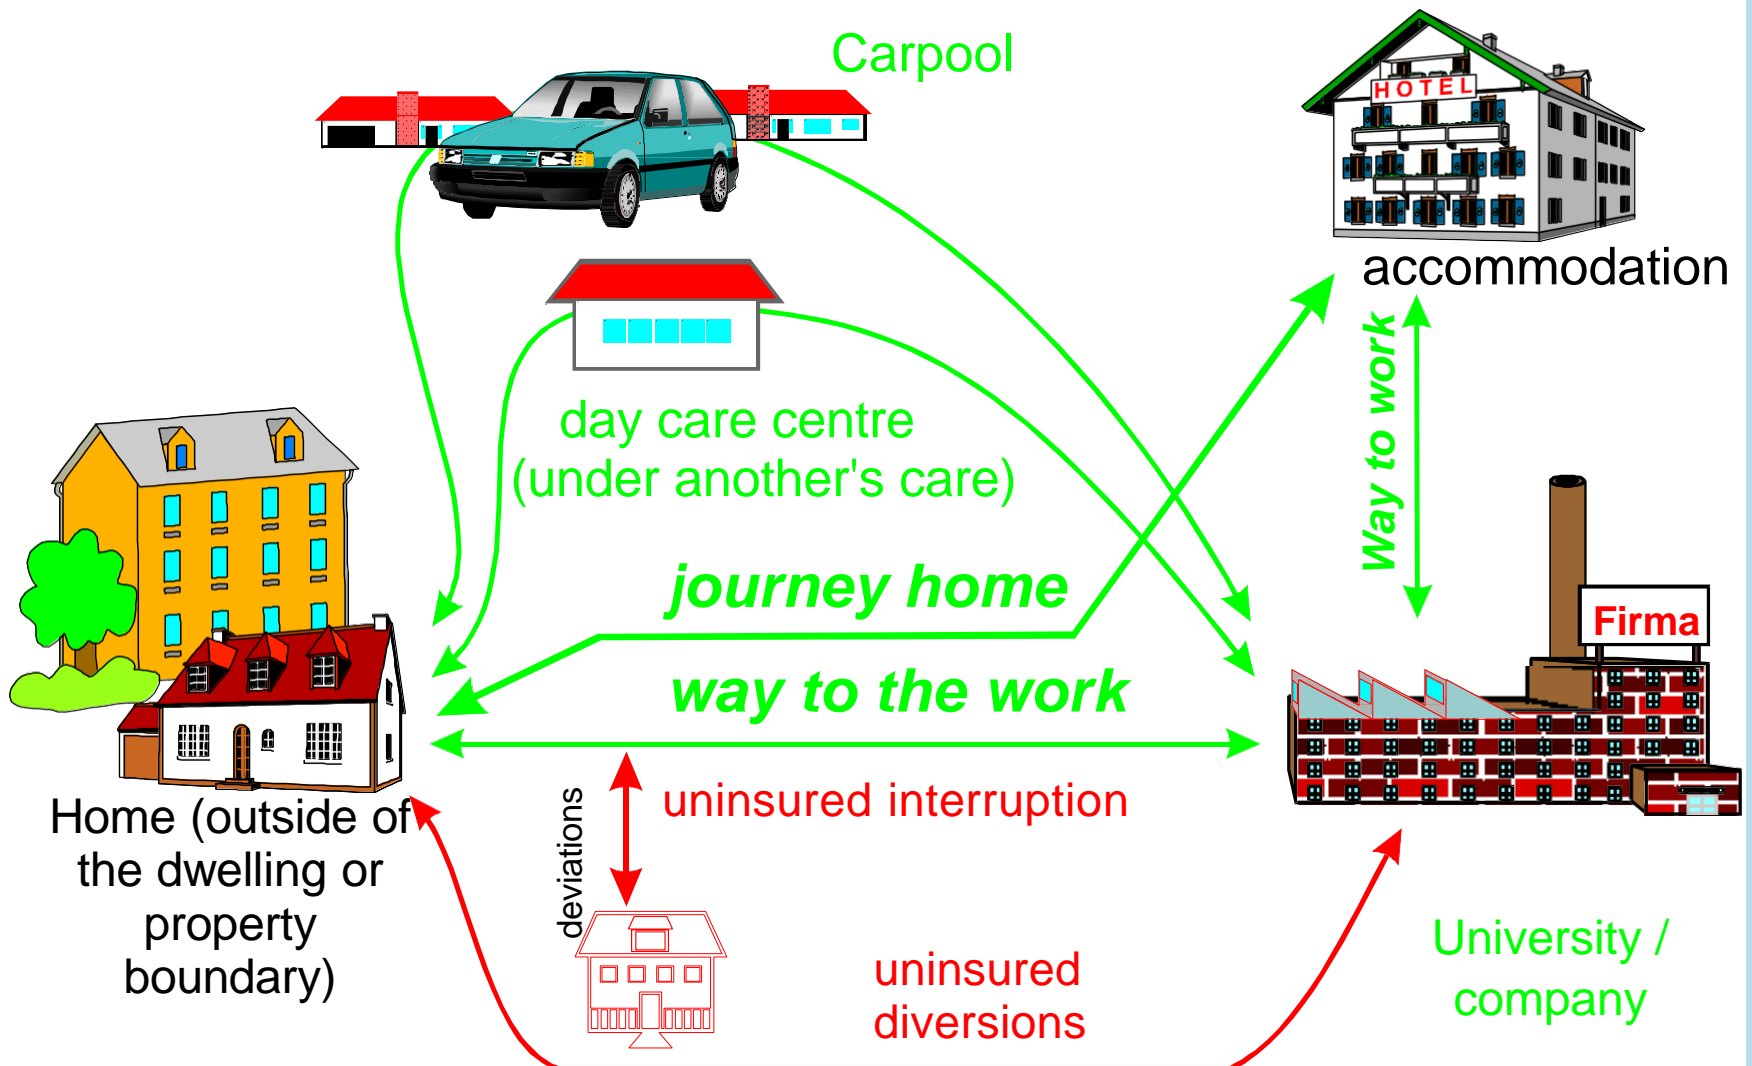 Carpool
HOTEL
accommodation
Way to work
day care centre
(under another's care)
journey home
way to the work
Firma
uninsured interruption
deviations
Home (outside of
the dwelling or
property
boundary)
uninsured
diversions
University /
company